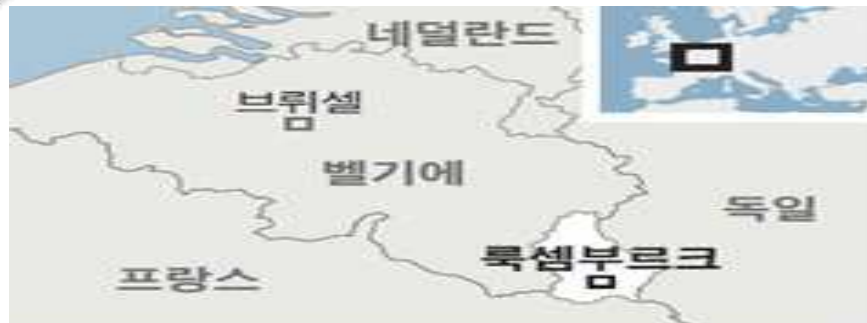 네덜란드
브뤼셀
벨기에
독일
룩셈부르크
프랑스